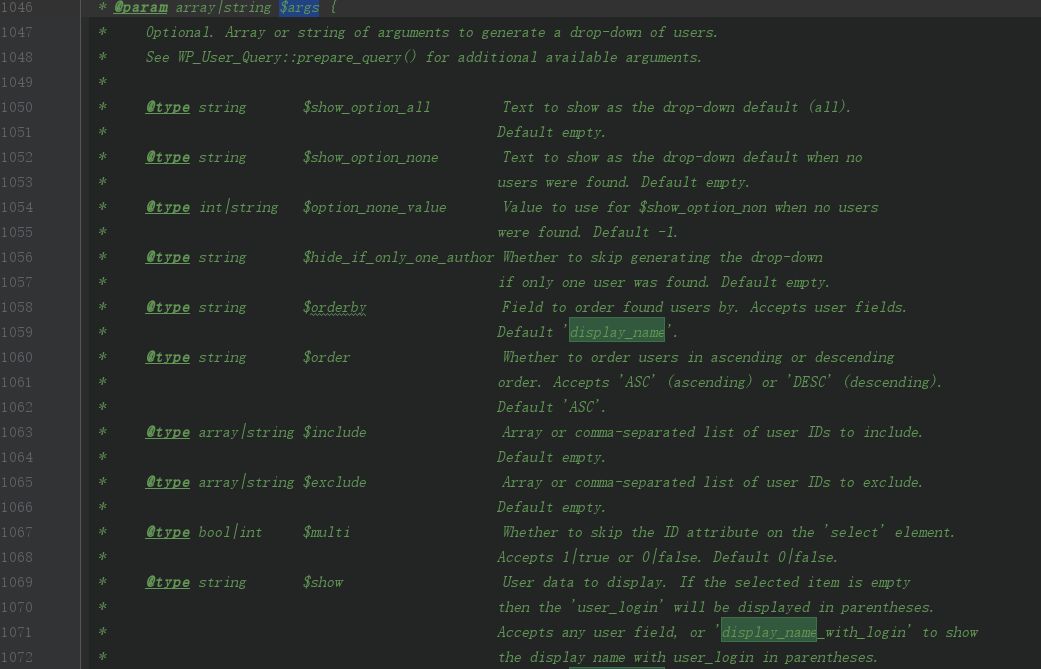 1046 * @param array|string $args {
1047 * Optional. Array or string of arguments to generate a drop-down of users.
1048 * See WP_User_Query::prepare_query() for additional available arguments.
1049 *
1050 * @type string $show_option_all Text to show as the drop-down default (all).
1051 * Default empty.
1052 * @type string $show_option_none Text to show as the drop-down default when no
1053 * users were found. Default empty.
1054 * @type int|string $option_none_value Value to use for $show_option_non when no users
1055 * were found. Default -1.
1056 * @type string $hide_if_only_one_author Whether to skip generating the drop-down
1057 * if only one user was found. Default empty.
1058 * @type string $orderby Field to order found users by. Accepts user fields.
1059 * Default 'display_name'.
1060 * @type string $order Whether to order users in ascending or descending
1061 * order. Accepts 'ASC' (ascending) or 'DESC' (descending).
1062 * Default 'ASC'.
1063 * @type array|string $include Array or comma-separated list of user IDs to include.
1064 * Default empty.
1065 * @type array|string $exclude Array or comma-separated list of user IDs to exclude.
1066 * Default empty.
1067 * @type bool|int $multi Whether to skip the ID attribute on the 'select' element.
1068 * Accepts 1|true or 0|false. Default 0|false.
1069 * @type string $show User data to display. If the selected item is empty
1070 * then the 'user_login' will be displayed in parentheses.
1071 * Accepts any user field, or 'display_name_with_login' to show
1072 * the display name with user_login in parentheses.